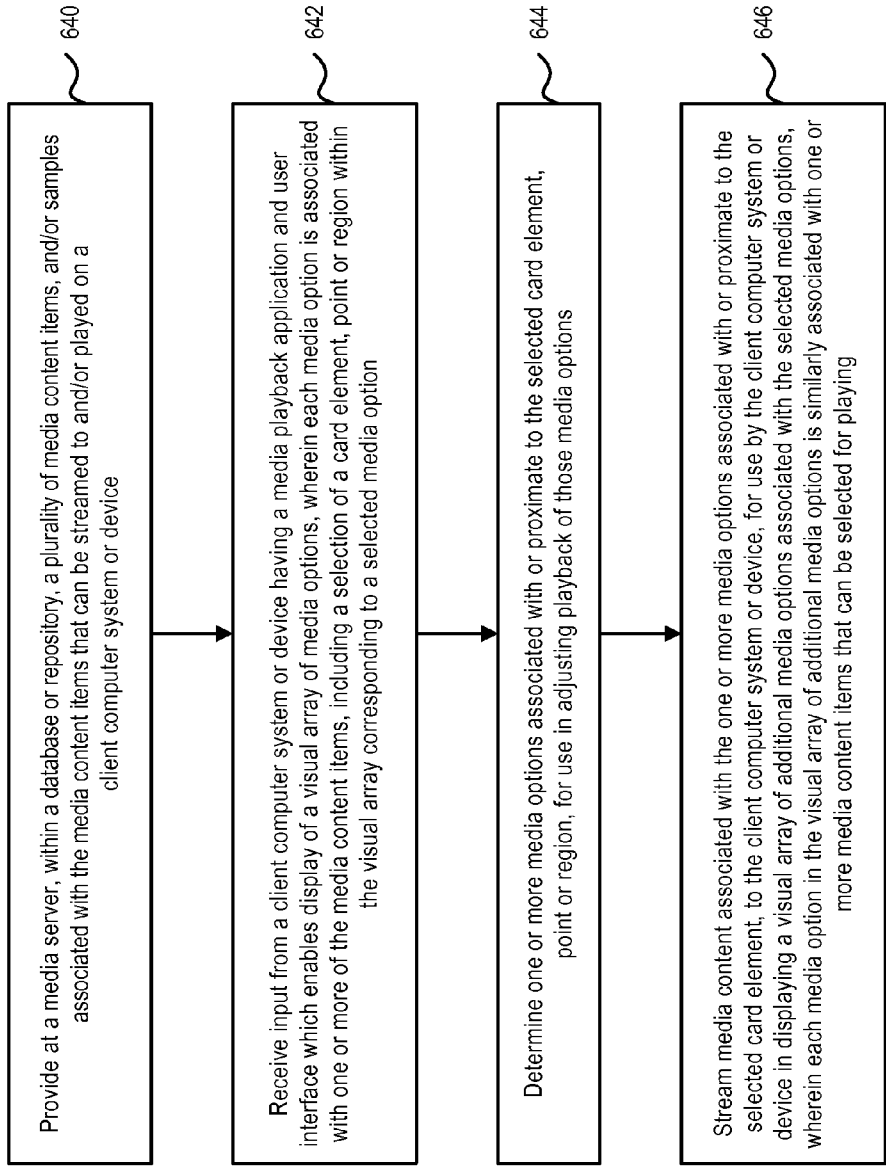 Provide at a media server, within a database or repository, a plurality of media content items, and/or samples
associated with the media content items that can be streamed to and/or played on a
client computer system or device
640
Receive input from a client computer system or device having a media playback application and user
interface which enables display of a visual array of media options, wherein each media option is associated
with one or more of the media content items, including a selection of a card element, point or region within
the visual array corresponding to a selected media option
642
Determine one or more media options associated with or proximate to the selected card element,
point or region, for use in adjusting playback of those media options
644
Stream media content associated with the one or more media options associated with or proximate to the
selected card element, to the client computer system or device, for use by the client computer system or
device in displaying a visual array of additional media options associated with the selected media options,
wherein each media option in the visual array of additional media options is similarly associated with one or
more media content items that can be selected for playing
646